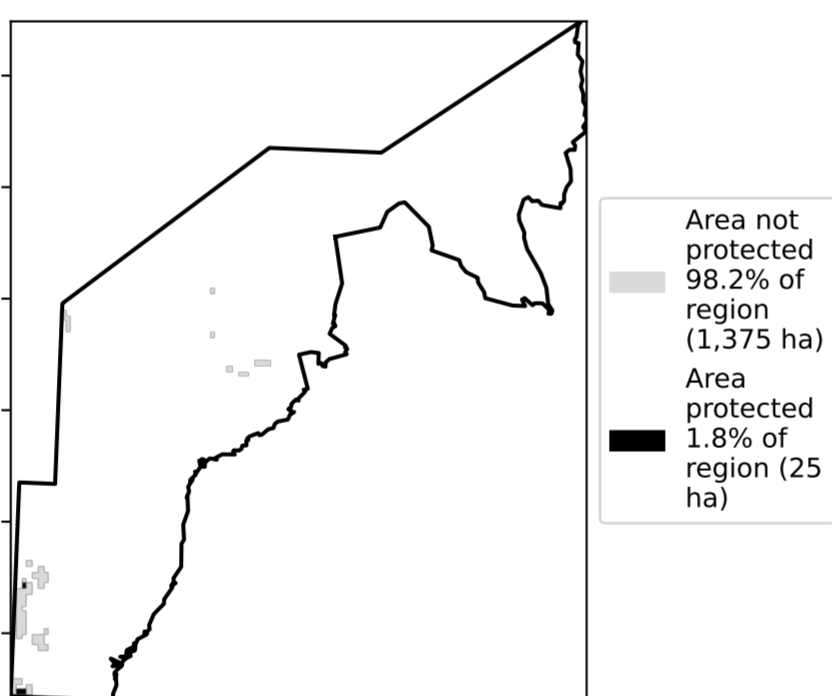 Area not
protected
98.2% of
region
(1,375 ha)
Area
protected
1.8% of
region (25
ha)